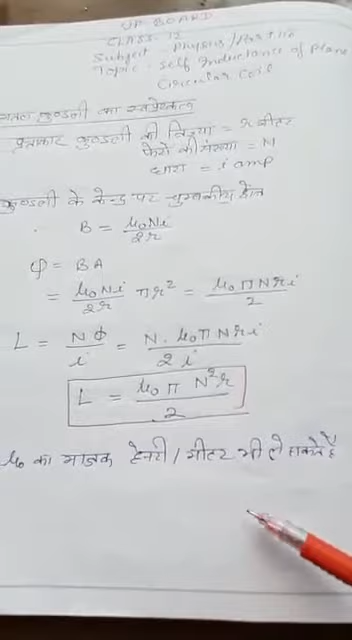 UP BOARD
CLASS-12
Subject - Physics/Part II
Topic - Self Inductance of Plane
Circular Coil
समतल कुण्डली का स्वप्रेरकत्व
वृत्ताकार कुण्डली की त्रिज्या = r मीटर
फेरों की संख्या = N
धारा = i amp
कुण्डली के केन्द्र पर चुम्बकीय क्षेत्र
B = μ₀Ni/2r
φ = BA
= μ₀Ni/2r πr² = μ₀πNri/2
L = Nφ/i = N.μ₀πNri/2i
L = μ₀πN²r/2
μ₀ का मात्रक हेनरी/मीटर भी हो सकता है